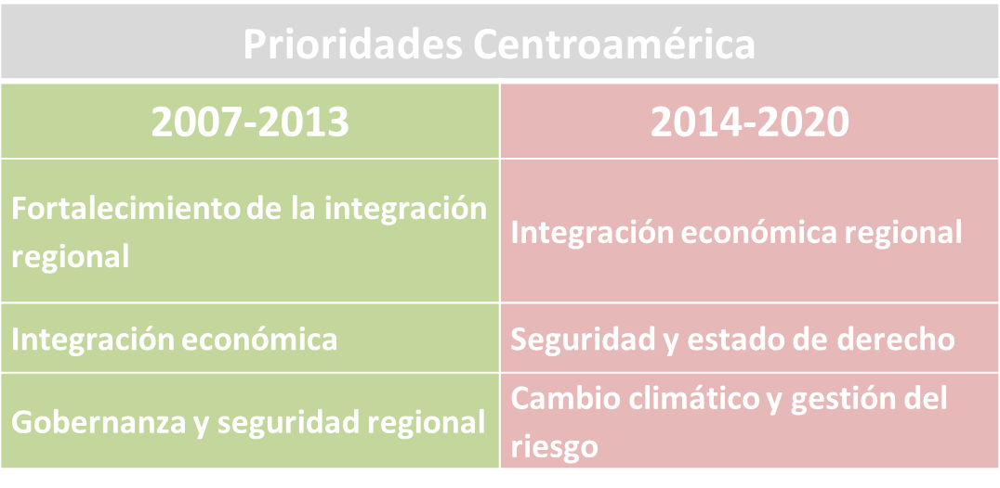 Prioridades Centroamérica
2007-2013
2014-2020
Fortalecimiento de la integración
regional
Integración económica regional
Integración económica
Seguridad y estado de derecho
Gobernanza y seguridad regional
Cambio climático y gestión del
riesgo